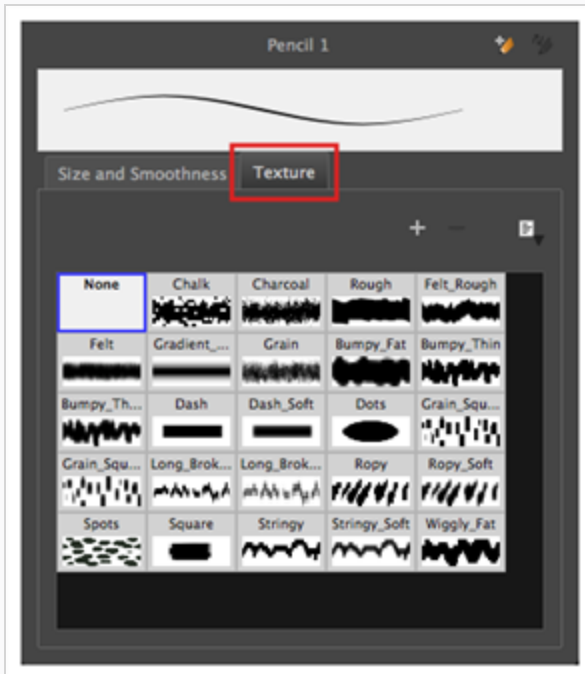 Pencil 1
Size and Smoothness Texture
None Chalk Charcoal Rough Felt_Rough
Felt Gradient_... Grain Bumpy_Fat Bumpy_Thin
Bumpy_Th... Dash Dash_Soft Dots Grain_Squ...
Grain_Squ... Long_Brok... Long_Brok... Ropy Ropy_Soft
Spots Square Stringy Stringy_Soft Wiggly_Fat